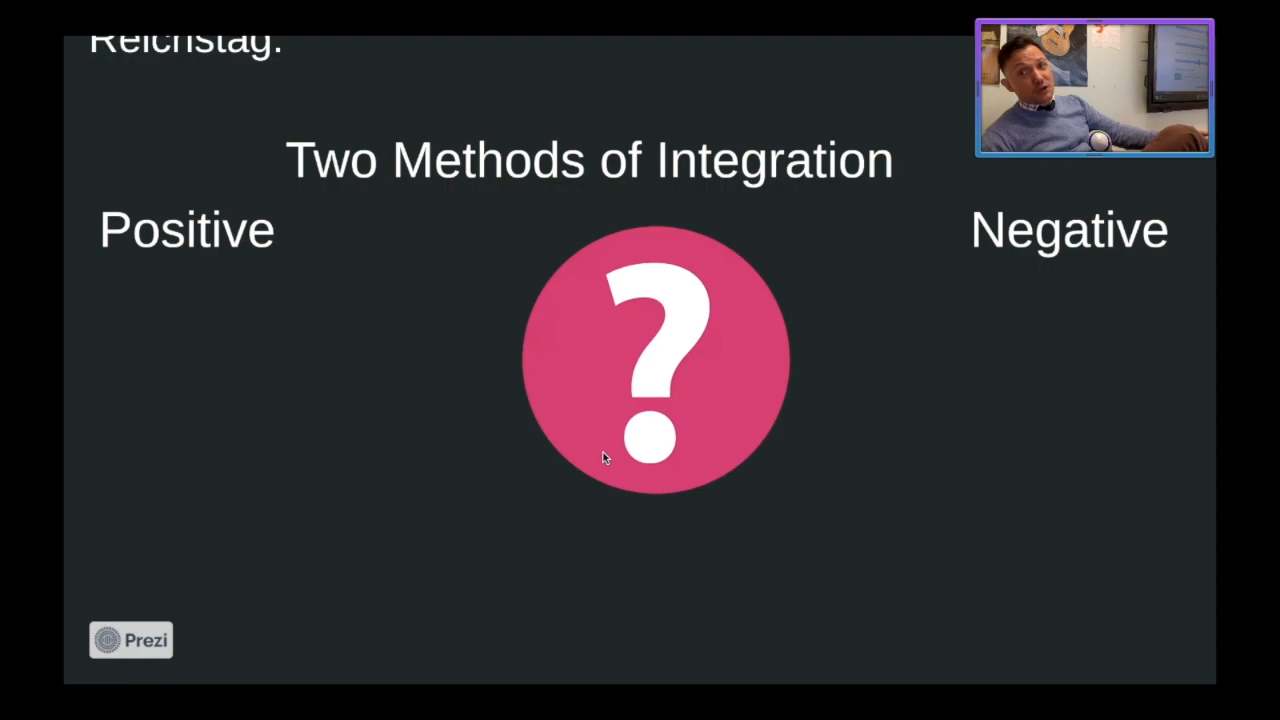 Reichstag.
Two Methods of Integration
Positive
Negative
?
Prezi